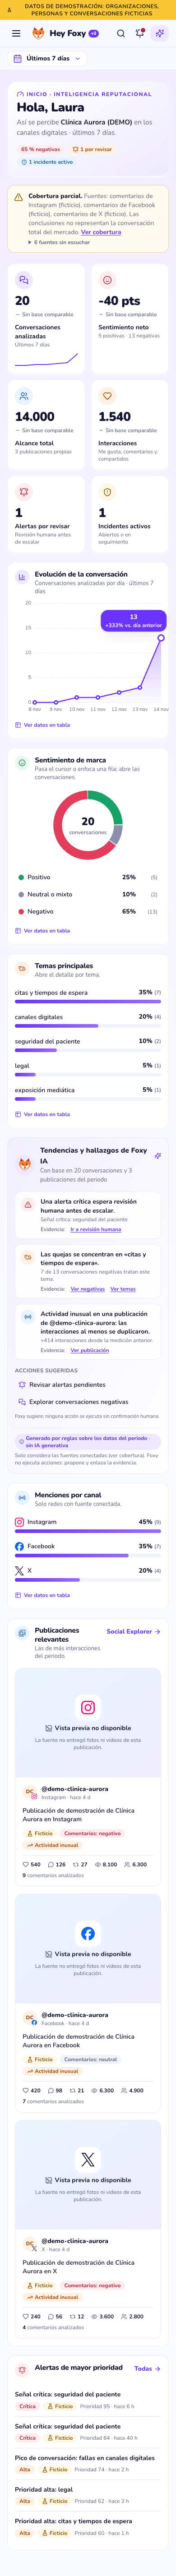 DATOS DE DEMOSTRACIÓN: ORGANIZACIONES,
PERSONAS Y CONVERSACIONES FICTICIAS
Hey Foxy v3
Últimos 7 días
INICIO · INTELIGENCIA REPUTACIONAL
Hola, Laura
Así se percibe Clínica Aurora (DEMO) en los
canales digitales · últimos 7 días.
65 % negativas
1 por revisar
1 incidente activo
Cobertura parcial. Fuentes: comentarios de
Instagram (ficticio), comentarios de Facebook
(ficticio), comentarios de X (ficticio). Las
conclusiones no representan la conversación
total del mercado. Ver cobertura
6 fuentes sin escuchar
20
— Sin base comparable
Conversaciones
analizadas
Últimos 7 días
-40 pts
— Sin base comparable
Sentimiento neto
5 positivas · 13 negativas
14.000
— Sin base comparable
Alcance total
3 publicaciones propias
1.540
— Sin base comparable
Interacciones
Me gusta, comentarios y
compartidos
1
Alertas por revisar
Revisión humana antes
de escalar
1
Incidentes activos
Abiertos o en
seguimiento
Evolución de la conversación
Conversaciones analizadas por día · últimos 7
días
20
15
10
5
0
13
+333% vs. día anterior
8 nov
9 nov
10 nov
11 nov
12 nov
13 nov
14 nov
Ver datos en tabla
Sentimiento de marca
Pasa el cursor o enfoca una fila: abre las
conversaciones.
20
conversaciones
Positivo 25% (5)
Neutral o mixto 10% (2)
Negativo 65% (13)
Ver datos en tabla
Temas principales
Abre el detalle por tema.
citas y tiempos de espera 35% (7)
canales digitales 20% (4)
seguridad del paciente 10% (2)
legal 5% (1)
exposición mediática 5% (1)
Ver datos en tabla
Tendencias y hallazgos de Foxy
IA
Con base en 20 conversaciones y 3
publicaciones del periodo
Una alerta crítica espera revisión
humana antes de escalar.
Señal crítica: seguridad del paciente
Evidencia: Ir a revisión humana
Las quejas se concentran en «citas y
tiempos de espera».
7 de 13 conversaciones negativas tratan este
tema.
Evidencia: Ver negativas Ver temas
Actividad inusual en una publicación
de @demo-clinica-aurora: las
interacciones al menos se duplicaron.
+414 interacciones desde la medición anterior.
Evidencia: Ver publicación
ACCIONES SUGERIDAS
Revisar alertas pendientes
Explorar conversaciones negativas
Foxy sugiere; ninguna acción se ejecuta sin confirmación humana.
Generado por reglas sobre los datos del periodo ·
sin IA generativa
Solo considera las fuentes conectadas (ver cobertura). Foxy
no ejecuta acciones: propone y enlaza la evidencia.
Menciones por canal
Solo redes con fuente conectada.
Instagram 45% (9)
Facebook 35% (7)
X 20% (4)
Ver datos en tabla
Publicaciones
relevantes
Las de más interacciones
del periodo.
Social Explorer
Vista previa no disponible
La fuente no entregó fotos ni videos de esta
publicación.
DC
@demo-clinica-aurora
Instagram · hace 4 d
Publicación de demostración de Clínica
Aurora en Instagram
Ficticio
Comentarios: negativo
Actividad inusual
540 126 27 8.100 6.300
9 comentarios analizados
Vista previa no disponible
La fuente no entregó fotos ni videos de esta
publicación.
DC
@demo-clinica-aurora
Facebook · hace 4 d
Publicación de demostración de Clínica
Aurora en Facebook
Ficticio
Comentarios: neutral
Actividad inusual
420 98 21 6.300 4.900
7 comentarios analizados
Vista previa no disponible
La fuente no entregó fotos ni videos de esta
publicación.
DC
@demo-clinica-aurora
X · hace 4 d
Publicación de demostración de Clínica
Aurora en X
Ficticio
Comentarios: negativo
Actividad inusual
240 56 12 3.600 2.800
4 comentarios analizados
Alertas de mayor prioridad
Todas
Señal crítica: seguridad del paciente
Crítica Ficticio Prioridad 95 · hace 6 h
Señal crítica: seguridad del paciente
Crítica Ficticio Prioridad 84 · hace 40 h
Pico de conversación: fallas en canales digitales
Alta Ficticio Prioridad 74 · hace 2 h
Prioridad alta: legal
Alta Ficticio Prioridad 62 · hace 3 h
Prioridad alta: citas y tiempos de espera
Alta Ficticio Prioridad 60 · hace 1 h